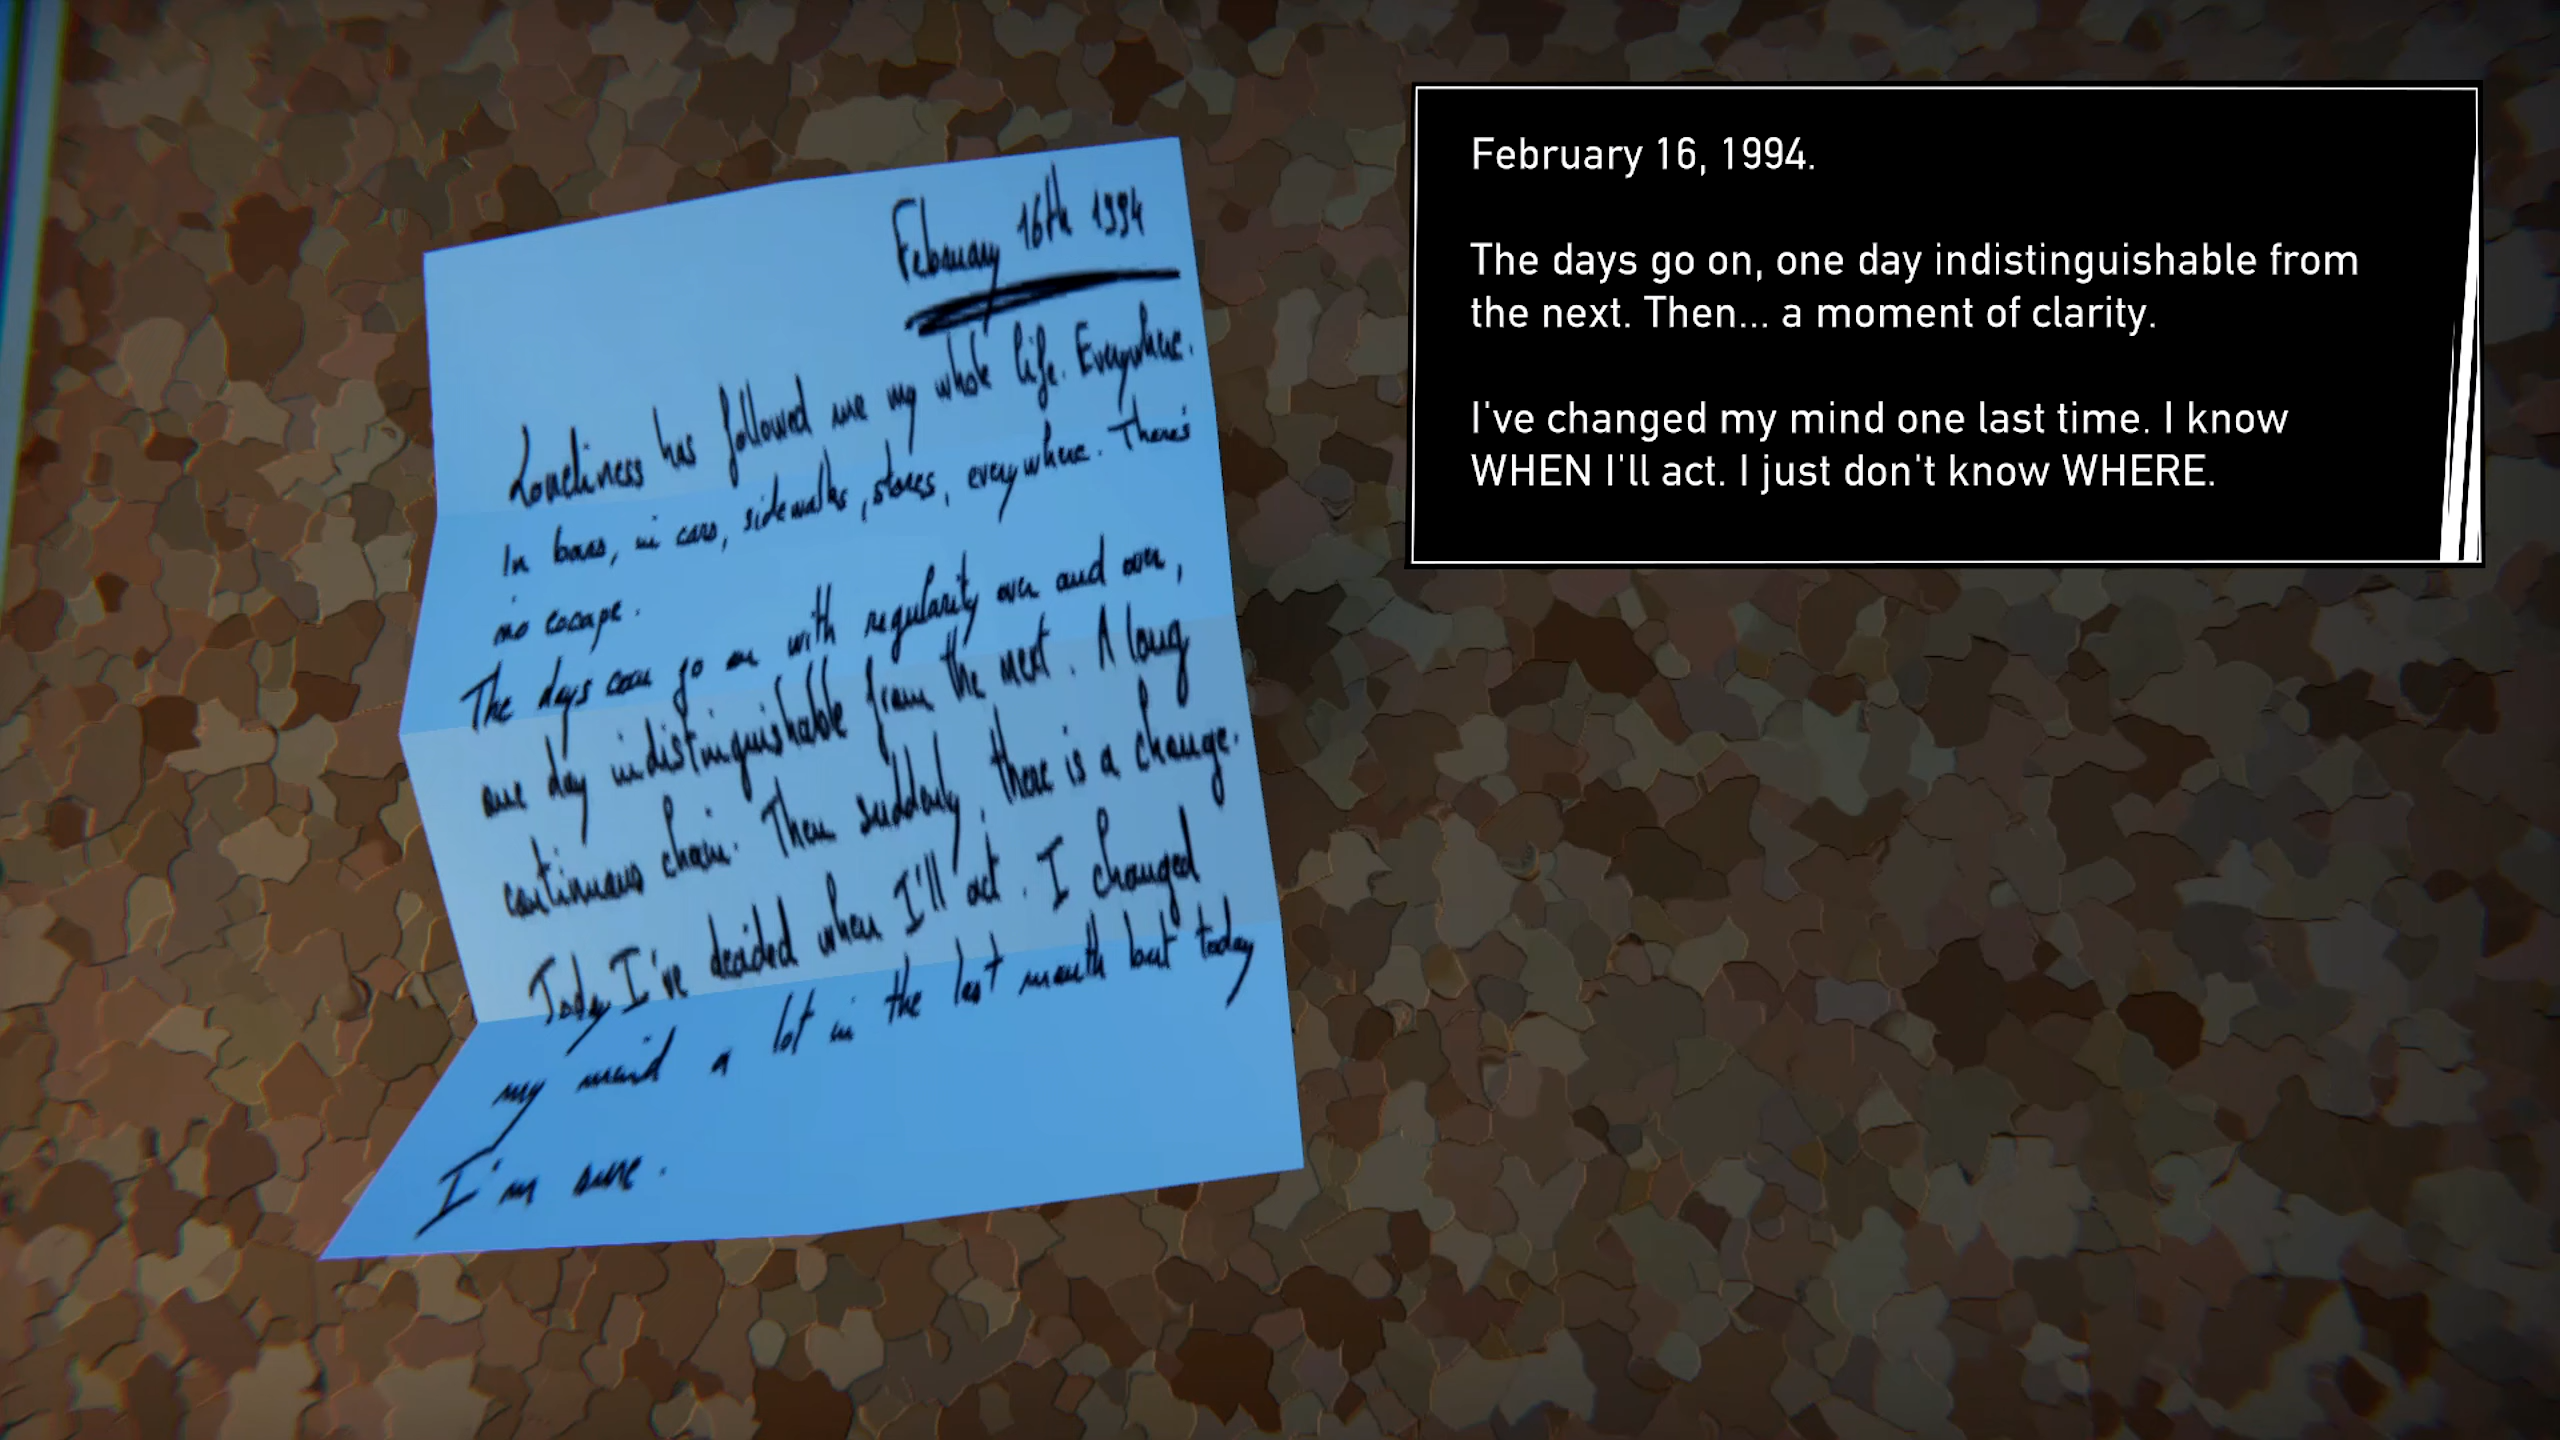 February 16th 1994
Loneliness has followed me my whole life. Everywhere.
In bars, in cars, sidewalks, stores, everywhere. There's
no escape.
The days can go on with regularity over and over,
one day indistinguishable from the next. A long
continuous chain. Then suddenly, there is a change.
Today I've decided when I'll act. I changed
my mind a lot in the last month but today
I'm sure.
February 16, 1994.
The days go on, one day indistinguishable from
the next. Then... a moment of clarity.
I've changed my mind one last time. I know
WHEN I'll act. I just don't know WHERE.